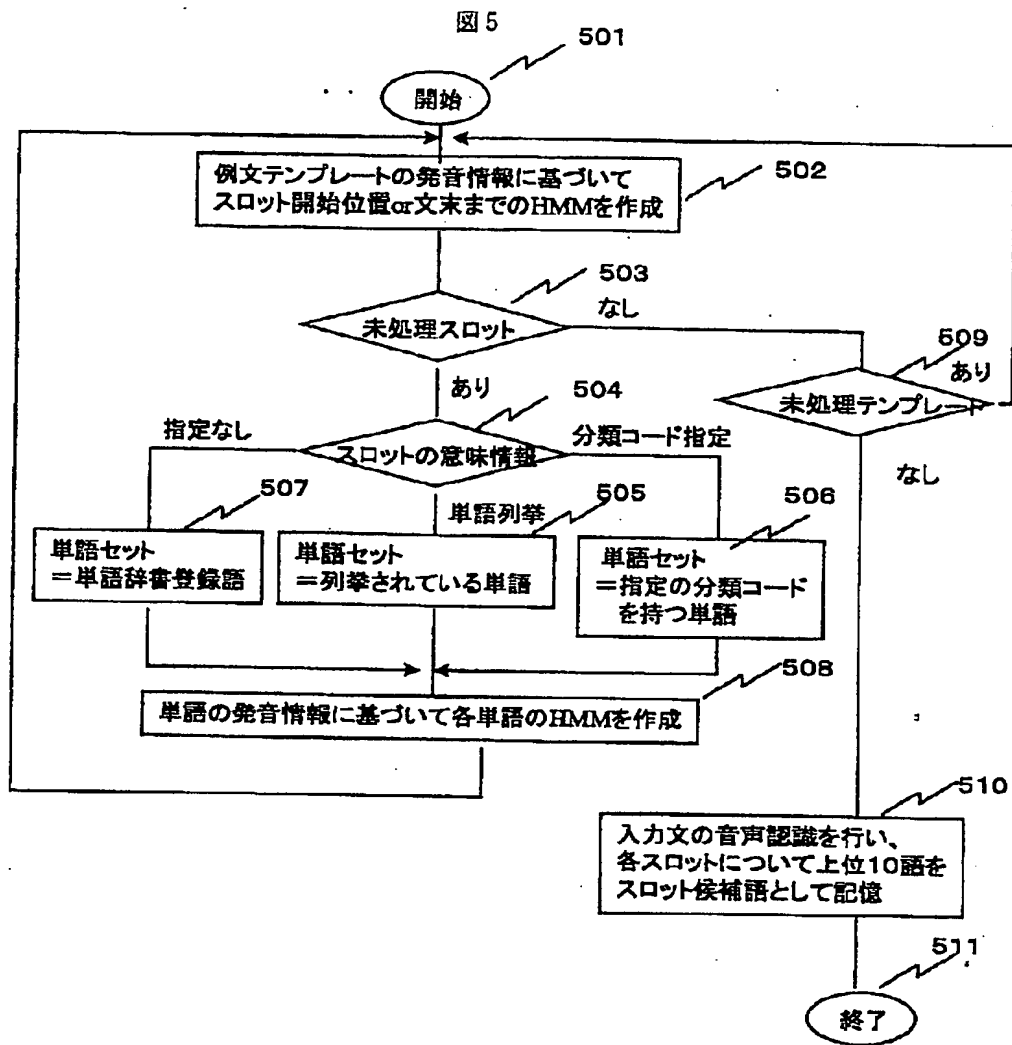 図5
501
開始
例文テンプレートの発音情報に基づいて
スロット開始位置or文末までのHMMを作成
502
503
未処理スロット
なし
あり
509
未処理テンプレート
あり
なし
504
スロットの意味情報
指定なし
単語列挙
分類コード指定
507
単語セット
=単語辞書登録語
505
単語セット
=列挙されている単語
506
単語セット
=指定の分類コード
を持つ単語
508
単語の発音情報に基づいて各単語のHMMを作成
510
入力文の音声認識を行い、
各スロットについて上位10語を
スロット候補語として記憶
511
終了